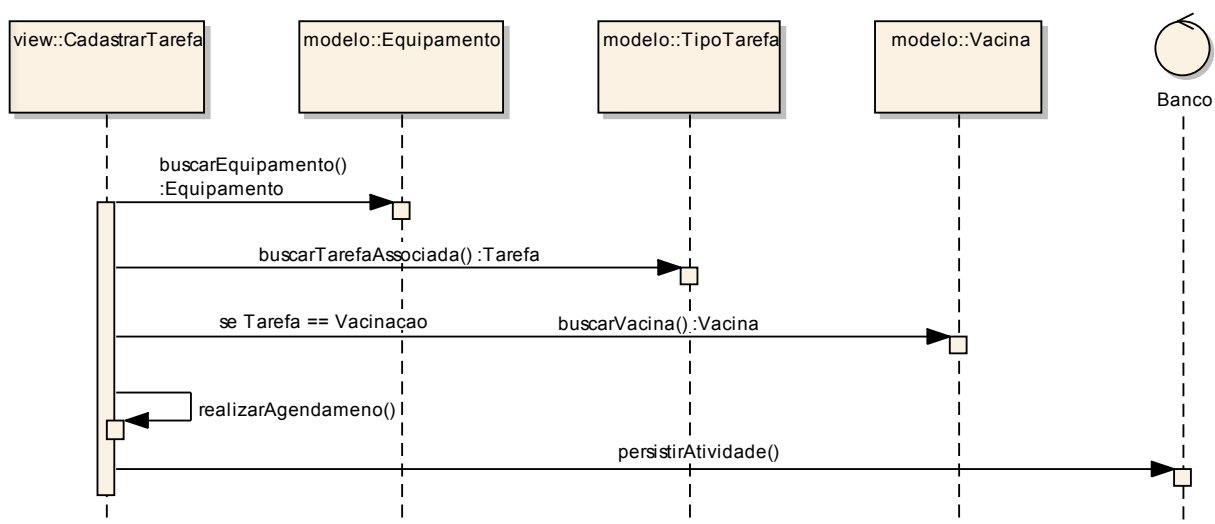 view::CadastrarTarefa
modelo::Equipamento
modelo::TipoTarefa
modelo::Vacina
Banco
buscarEquipamento()
:Equipamento
buscarTarefaAssociada() :Tarefa
se Tarefa == Vacinacao
buscarVacina() :Vacina
realizarAgendameno()
persistirAtividade()